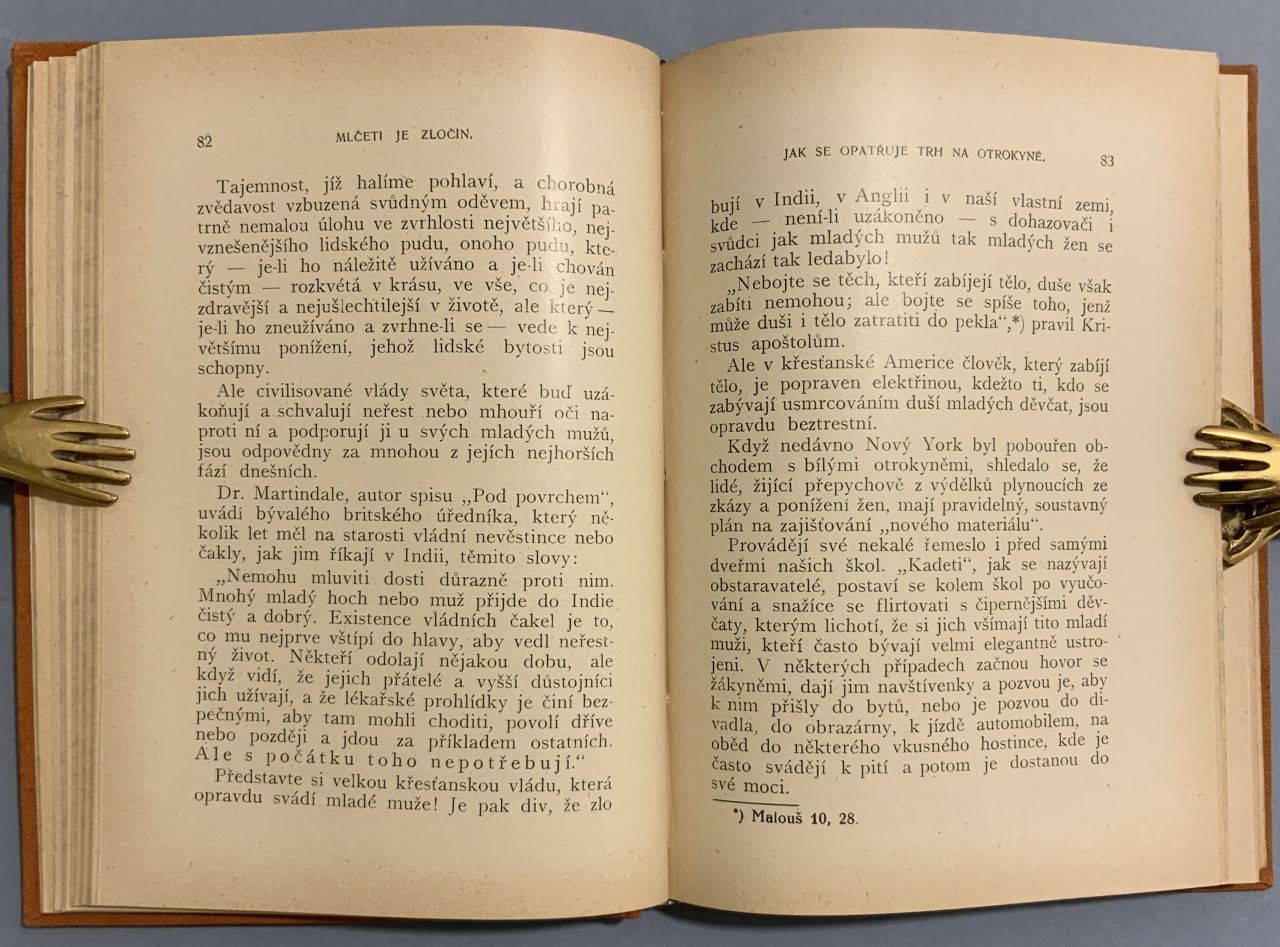 82
MLČETI JE ZLOČIN.
Tajemnost, jíž halíme pohlaví, a chorobná
zvědavost vzbuzená svůdným oděvem, hrají pa-
trně nemalou úlohu ve zvrhlosti největšího, nej-
vznešenějšího lidského pudu, onoho pudu, kte-
rý — je-li ho náležitě užíváno a je-li chován
čistým — rozkvétá v krásu, ve vše, co je nej-
zdravější a nejušlechtilejší v životě, ale který —
je-li ho zneužíváno a zvrhne-li se — vede k nej-
většímu ponížení, jehož lidské bytosti jsou
schopny.
Ale civilisované vlády světa, které buď uzá-
koňují a schvalují neřest nebo mhouří oči na-
proti ní a podporují ji u svých mladých mužů,
jsou odpovědny za mnohou z jejích nejhorších
fází dnešních.
Dr. Martindale, autor spisu „Pod povrchem“,
uvádí bývalého britského úředníka, který ně-
kolik let měl na starosti vládní nevěstince nebo
čakly, jak jim říkají v Indii, těmito slovy:
„Nemohu mluviti dosti důrazně proti nim.
Mnohý mladý hoch nebo muž přijde do Indie
čistý a dobrý. Existence vládních čakel je to,
co mu nejprve vštípí do hlavy, aby vedl neřest-
ný život. Někteří odolají nějakou dobu, ale
když vidí, že jejich přátelé a vyšší důstojníci
jich užívají, a že lékařské prohlídky je činí bez-
pečnými, aby tam mohli choditi, povolí dříve
nebo později a jdou za příkladem ostatních.
Ale s počátku toho nepotřebují.“
Představte si velkou křesťanskou vládu, která
opravdu svádí mladé muže! Je pak div, že zlo
JAK SE OPATŘUJE TRH NA OTROKYNĚ.
83
bují v Indii, v Anglii i v naší vlastní zemi,
kde — není-li uzákoněno — s dohazovači i
svůdci jak mladých mužů tak mladých žen se
zachází tak ledabylo!
„Nebojte se těch, kteří zabíjejí tělo, duše však
zabíti nemohou; ale bojte se spíše toho, jenž
může duši i tělo zatratiti do pekla“,*) pravil Kri-
stus apoštolům.
Ale v křesťanské Americe člověk, který zabíjí
tělo, je popraven elektřinou, kdežto ti, kdo se
zabývají usmrcováním duší mladých děvčat, jsou
opravdu beztrestní.
Když nedávno Nový York byl pobouřen ob-
chodem s bílými otrokyněmi, shledalo se, že
lidé, žijící přepychově z výdělků plynoucích ze
zkázy a ponížení žen, mají pravidelný, soustavný
plán na zajišťování „nového materiálu“.
Provádějí své nekalé řemeslo i před samými
dveřmi našich škol. „Kadeti“, jak se nazývají
obstaravatelé, postaví se kolem škol po vyučo-
vání a snažíce se flirtovati s čipernějšími děv-
čaty, kterým lichotí, že si jich všímají tito mladí
muži, kteří často bývají velmi elegantně ustro-
jeni. V některých případech začnou hovor se
žákyněmi, dají jim navštívenky a pozvou je, aby
k nim přišly do bytů, nebo je pozvou do di-
vadla, do obrazárny, k jízdě automobilem, na
oběd do některého vkusného hostince, kde je
často svádějí k pití a potom je dostanou do
své moci.
*) Matouš 10, 28.